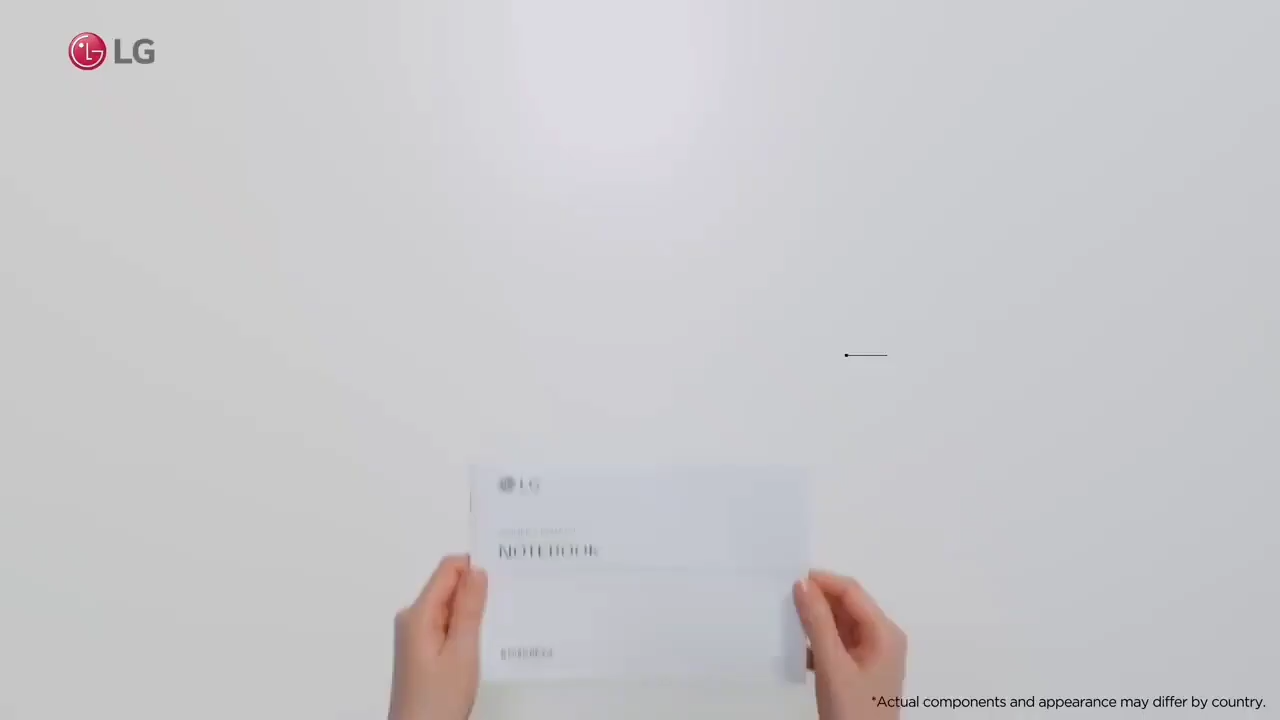 LG
LG
NOTEBOOK
*Actual components and appearance may differ by country.